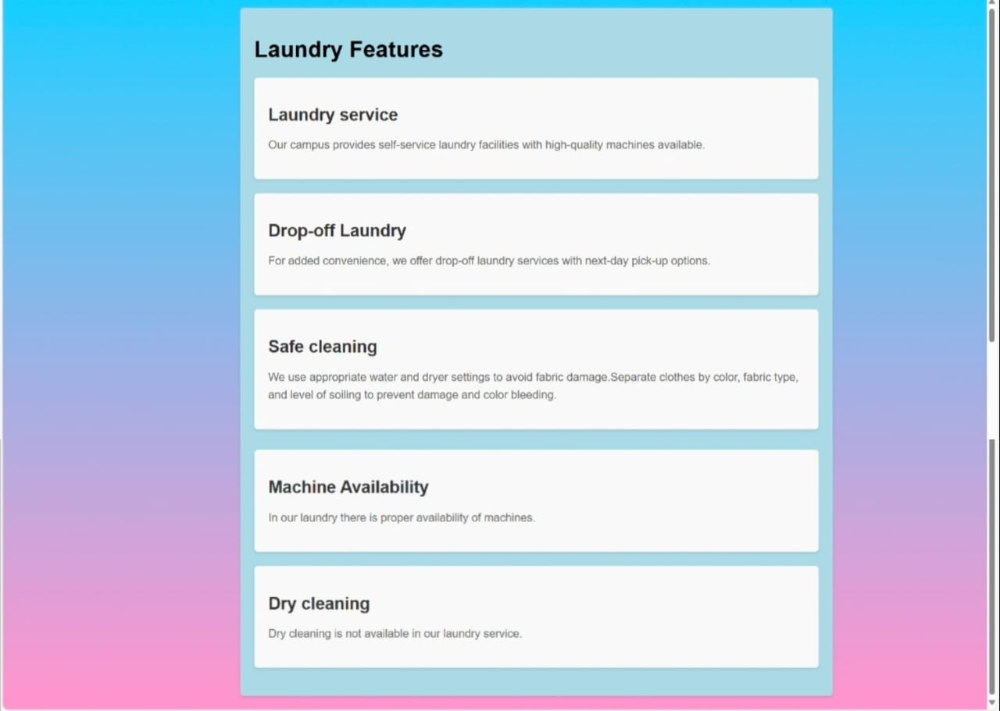 Laundry Features
Laundry service
Our campus provides self-service laundry facilities with high-quality machines available.
Drop-off Laundry
For added convenience, we offer drop-off laundry services with next-day pick-up options.
Safe cleaning
We use appropriate water and dryer settings to avoid fabric damage.Separate clothes by color, fabric type,
and level of soiling to prevent damage and color bleeding.
Machine Availability
In our laundry there is proper availability of machines.
Dry cleaning
Dry cleaning is not available in our laundry service.